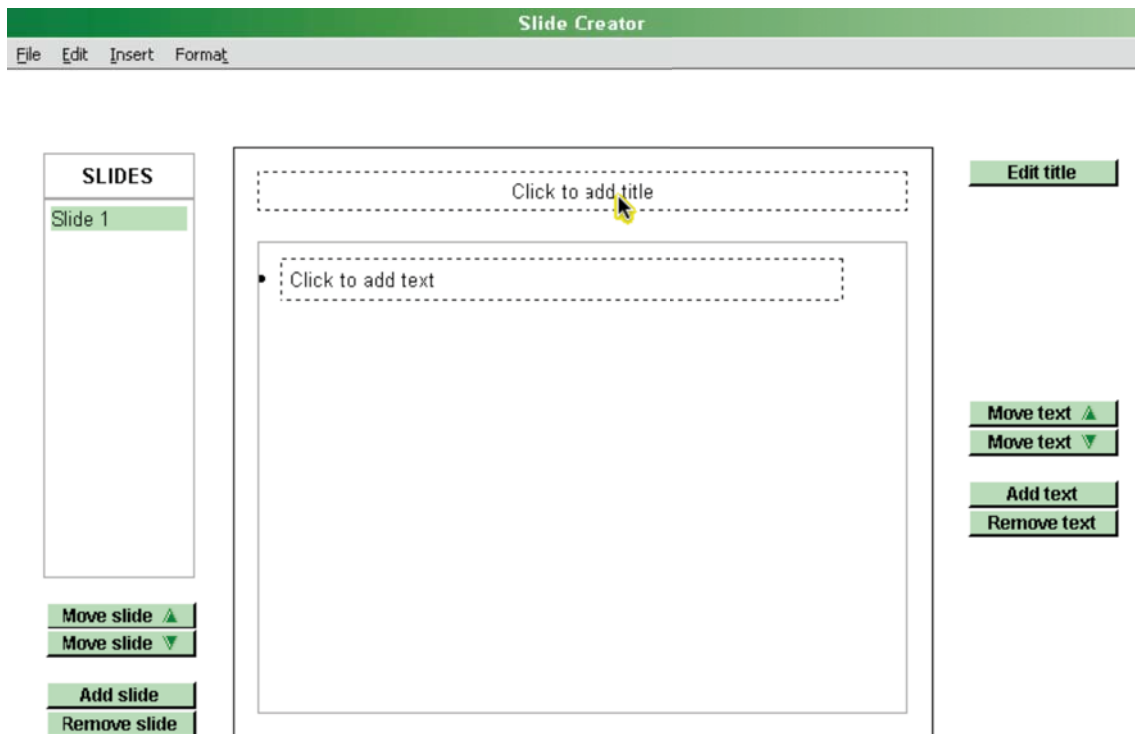 Slide Creator
File Edit Insert Format
SLIDES
Slide 1
Move slide
Move slide
Add slide
Remove slide
Click to add title
• Click to add text
Edit title
Move text
Move text
Add text
Remove text